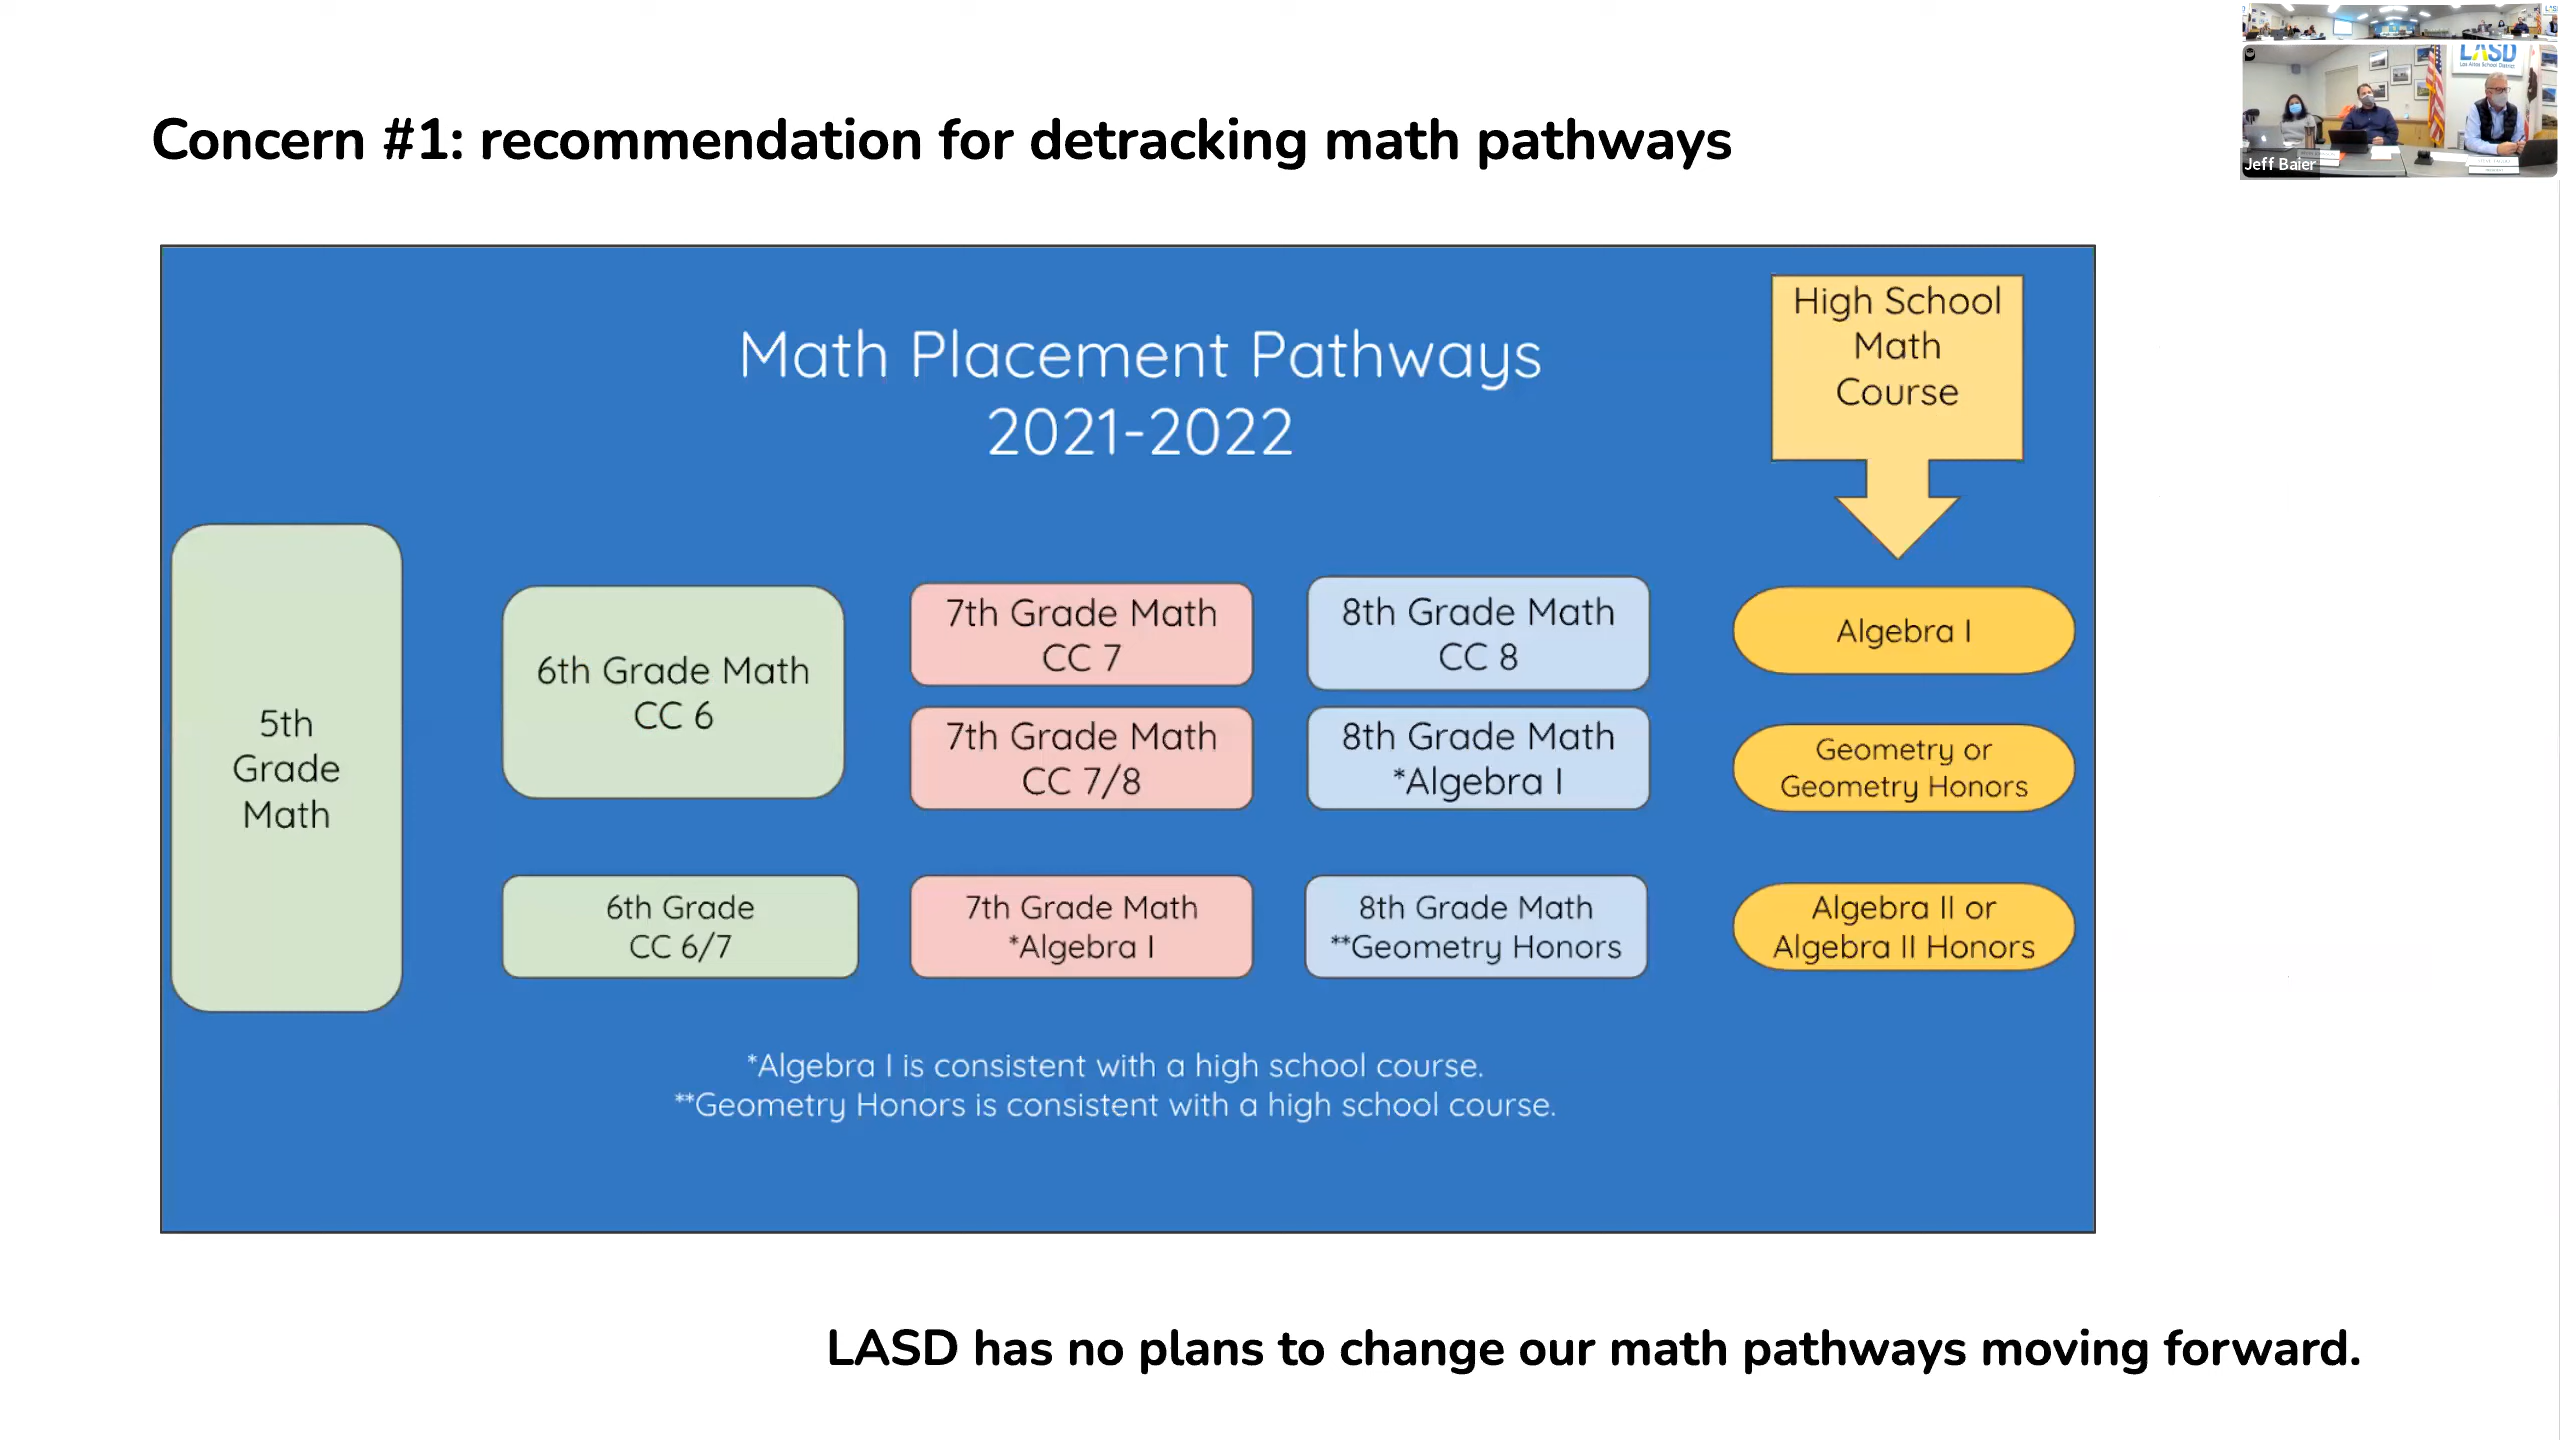 LASD
Los Altos School District
Jeff Baier
Concern #1: recommendation for detracking math pathways
Math Placement Pathways
2021-2022
High School
Math
Course
5th
Grade
Math
6th Grade Math
CC 6
7th Grade Math
CC 7
8th Grade Math
CC 8
Algebra I
7th Grade Math
CC 7/8
8th Grade Math
*Algebra I
Geometry or
Geometry Honors
6th Grade
CC 6/7
7th Grade Math
*Algebra I
8th Grade Math
**Geometry Honors
Algebra II or
Algebra II Honors
*Algebra I is consistent with a high school course.
**Geometry Honors is consistent with a high school course.
LASD has no plans to change our math pathways moving forward.